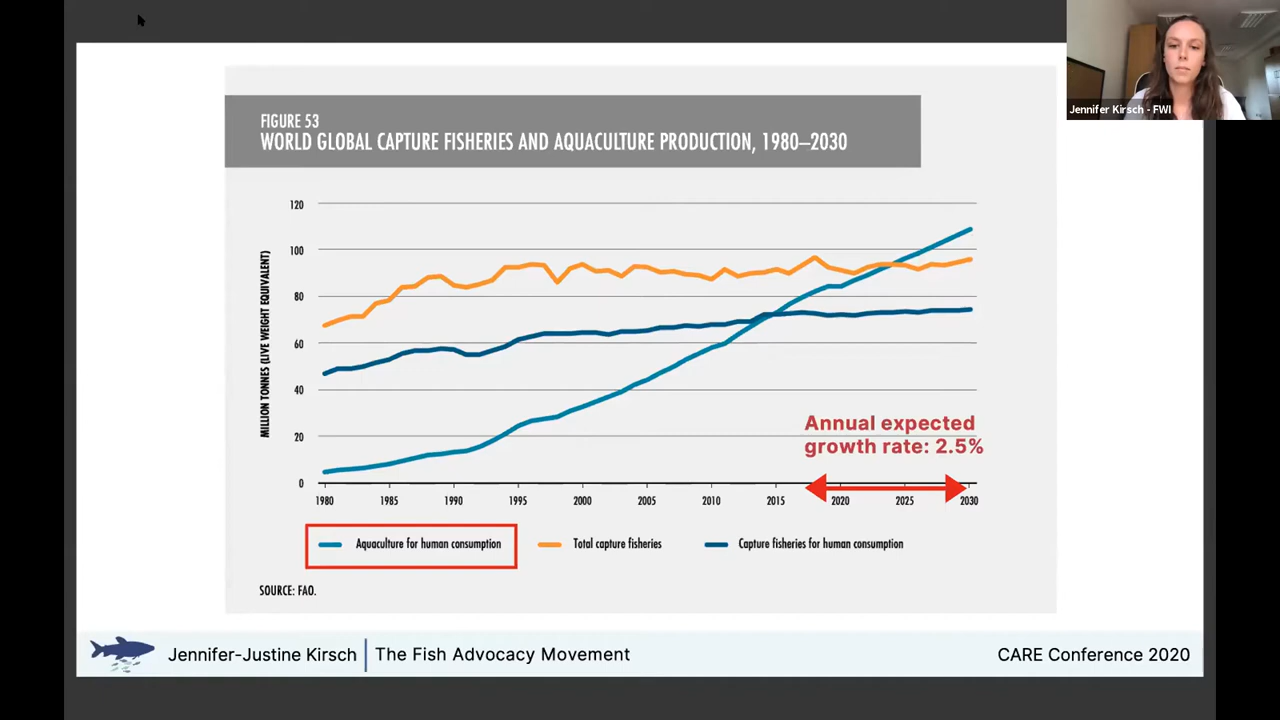 Jennifer Kirsch - FWI
FIGURE 53
WORLD GLOBAL CAPTURE FISHERIES AND AQUACULTURE PRODUCTION, 1980–2030
MILLION TONNES (LIVE WEIGHT EQUIVALENT)
120
100
80
60
40
20
0
Annual expected
growth rate: 2.5%
1980 1985 1990 1995 2000 2005 2010 2015 2020 2025 2030
Aquaculture for human consumption Total capture fisheries Capture fisheries for human consumption
SOURCE: FAO.
Jennifer-Justine Kirsch The Fish Advocacy Movement CARE Conference 2020